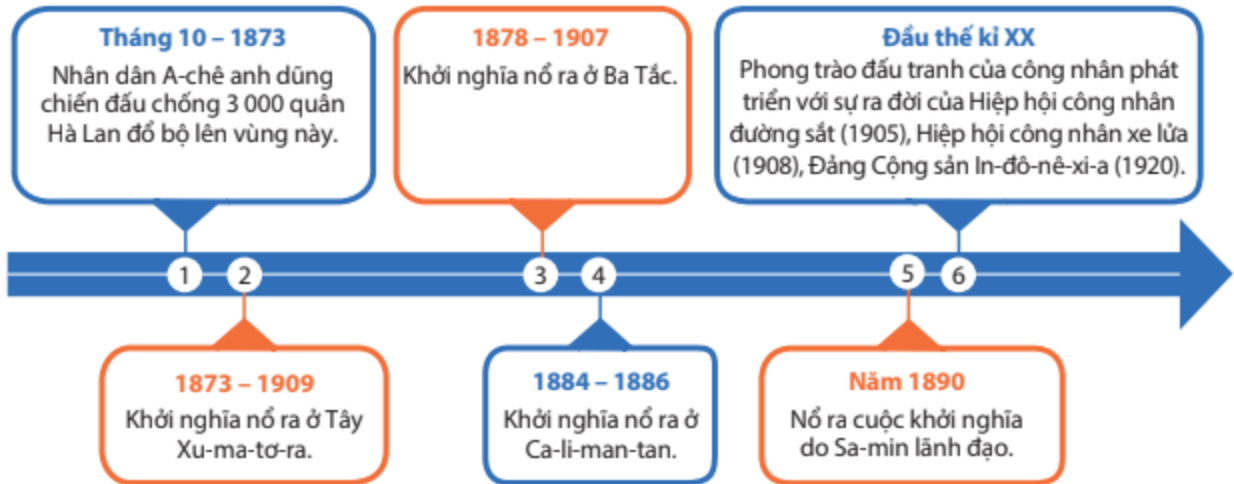 Tháng 10 – 1873
Nhân dân A-chê anh dũng
chiến đấu chống 3 000 quân
Hà Lan đổ bộ lên vùng này.
1878 – 1907
Khởi nghĩa nổ ra ở Ba Tắc.
Đầu thế kỉ XX
Phong trào đấu tranh của công nhân phát
triển với sự ra đời của Hiệp hội công nhân
đường sắt (1905), Hiệp hội công nhân xe lửa
(1908), Đảng Cộng sản In-đô-nê-xi-a (1920).
1
2
3
4
5
6
1873 – 1909
Khởi nghĩa nổ ra ở Tây
Xu-ma-tơ-ra.
1884 – 1886
Khởi nghĩa nổ ra ở
Ca-li-man-tan.
Năm 1890
Nổ ra cuộc khởi nghĩa
do Sa-min lãnh đạo.